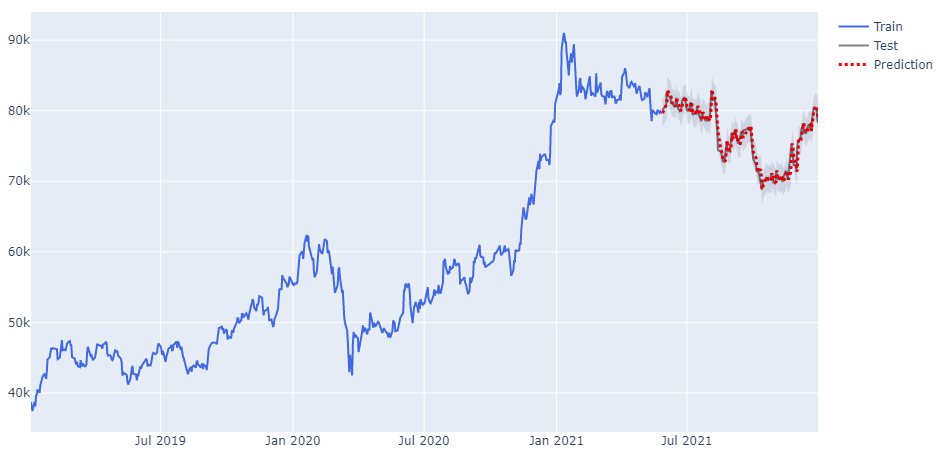 90k
80k
70k
60k
50k
40k
Jul 2019
Jan 2020
Jul 2020
Jan 2021
Jul 2021
Train
Test
Prediction